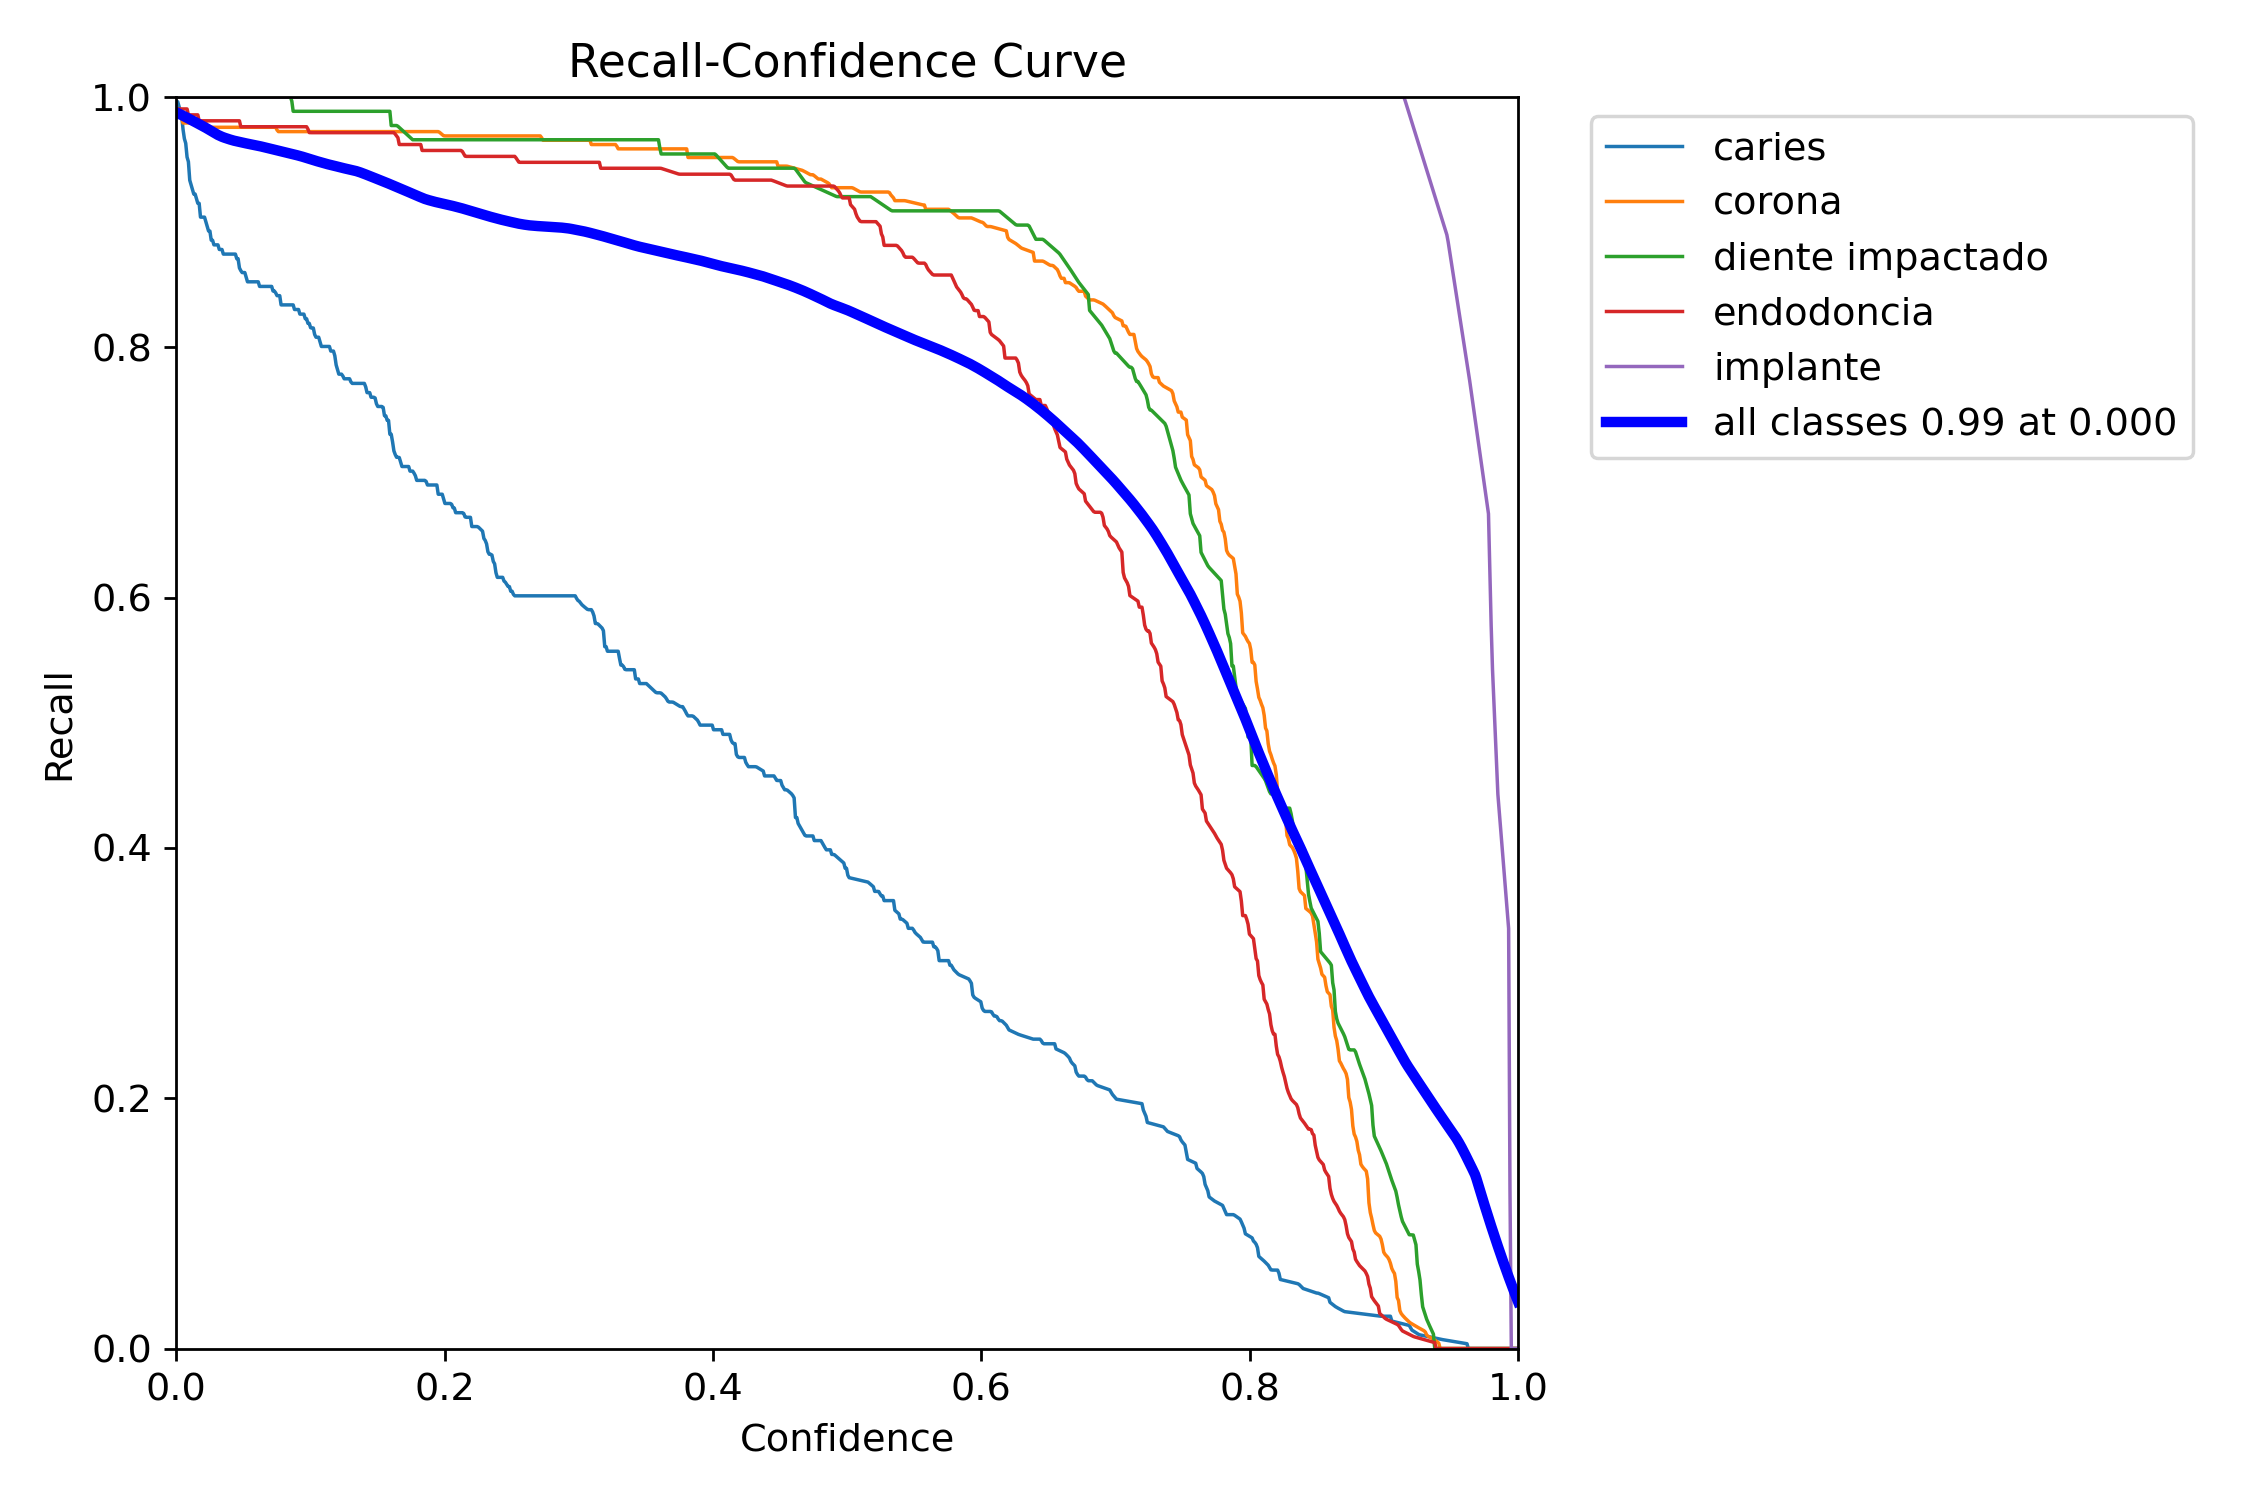 Recall-Confidence Curve
1.0
0.8
0.6
0.4
0.2
0.0
Recall
0.0 0.2 0.4 0.6 0.8 1.0
Confidence
caries
corona
diente impactado
endodoncia
implante
all classes 0.99 at 0.000